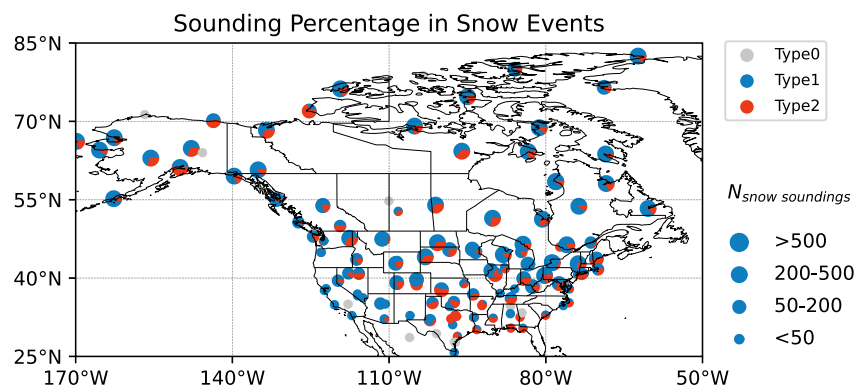 Sounding Percentage in Snow Events
85°N
70°N
55°N
40°N
25°N
170°W
140°W
110°W
80°W
50°W
Type0
Type1
Type2
N snow soundings
>500
200-500
50-200
<50